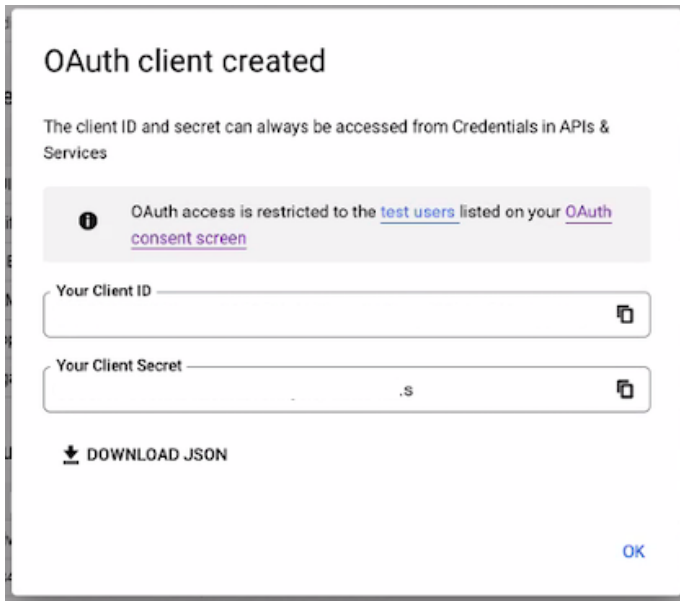 OAuth client created
The client ID and secret can always be accessed from Credentials in APIs &
Services
OAuth access is restricted to the test users listed on your OAuth
consent screen
Your Client ID
Your Client Secret
.s
DOWNLOAD JSON
OK